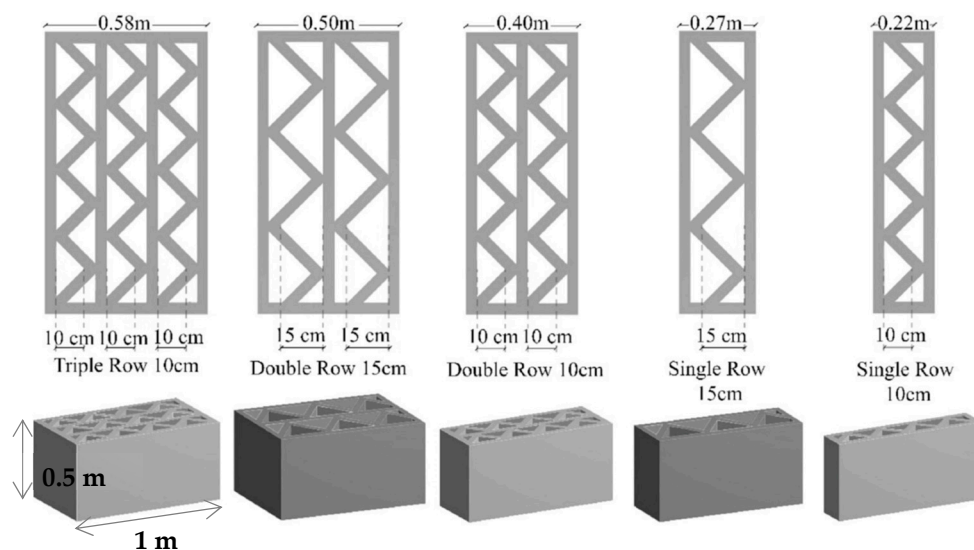 0.58m 0.50m 0.40m 0.27m 0.22m
10 cm 10 cm 10 cm 15 cm 15 cm 10 cm 10 cm 15 cm 10 cm
Triple Row 10cm Double Row 15cm Double Row 10cm Single Row Single Row
15cm 10cm
0.5 m
1 m